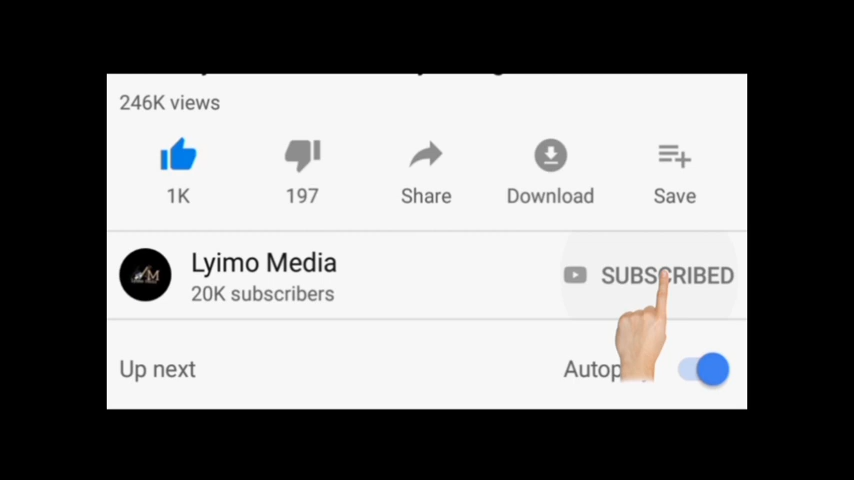 246K views
1K
197
Share
Download
Save
Lyimo Media
SUBSCRIBED
20K subscribers
Up next